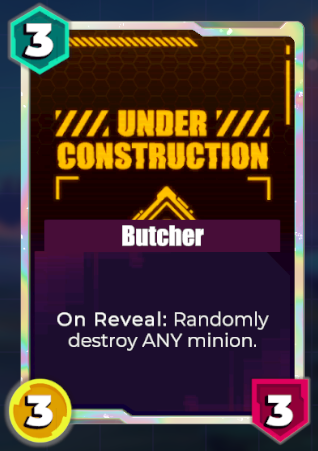 3
UNDER
CONSTRUCTION
Butcher
On Reveal: Randomly
destroy ANY minion.
3
3